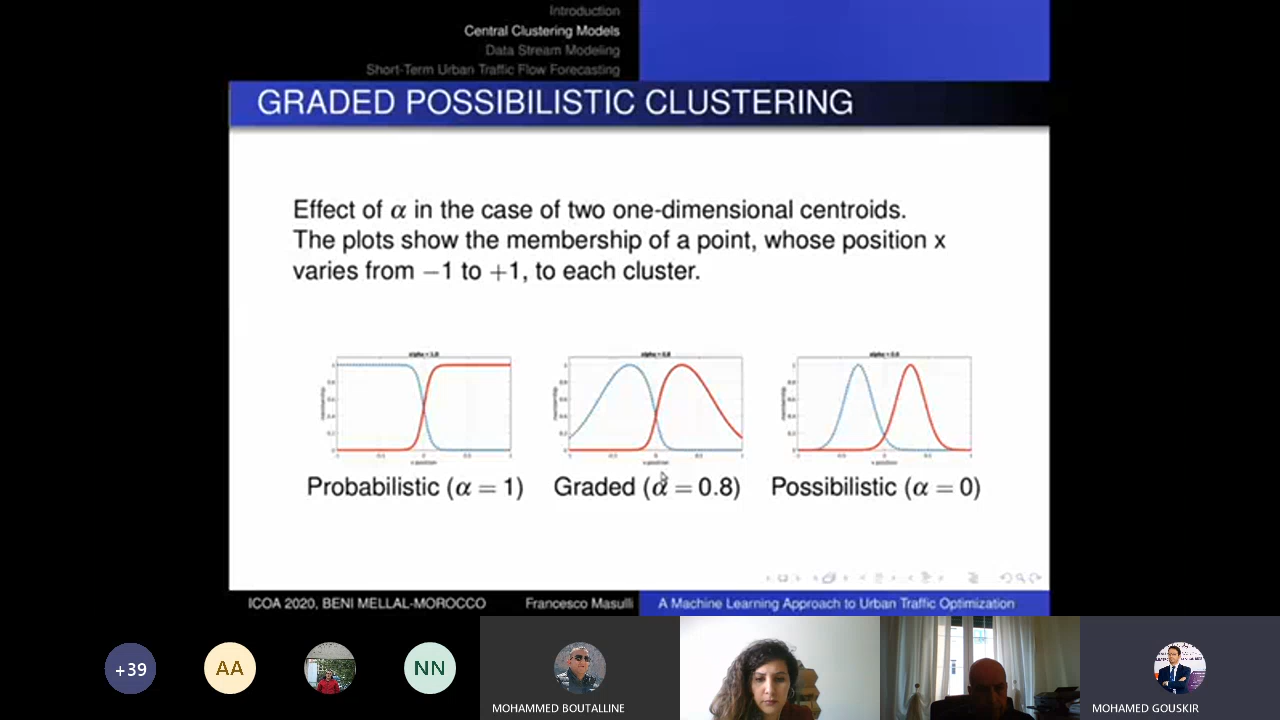 Introduction
Central Clustering Models
Data Stream Modeling
Short-Term Urban Traffic Flow Forecasting
GRADED POSSIBILISTIC CLUSTERING
Effect of α in the case of two one-dimensional centroids.
The plots show the membership of a point, whose position x
varies from −1 to +1, to each cluster.
Probabilistic (α = 1)
Graded (α = 0.8)
Possibilistic (α = 0)
ICOA 2020, BENI MELLAL-MOROCCO
Francesco Masulli
A Machine Learning Approach to Urban Traffic Optimization
+39
AA
NN
MOHAMMED BOUTALLINE
MOHAMED GOUSKIR